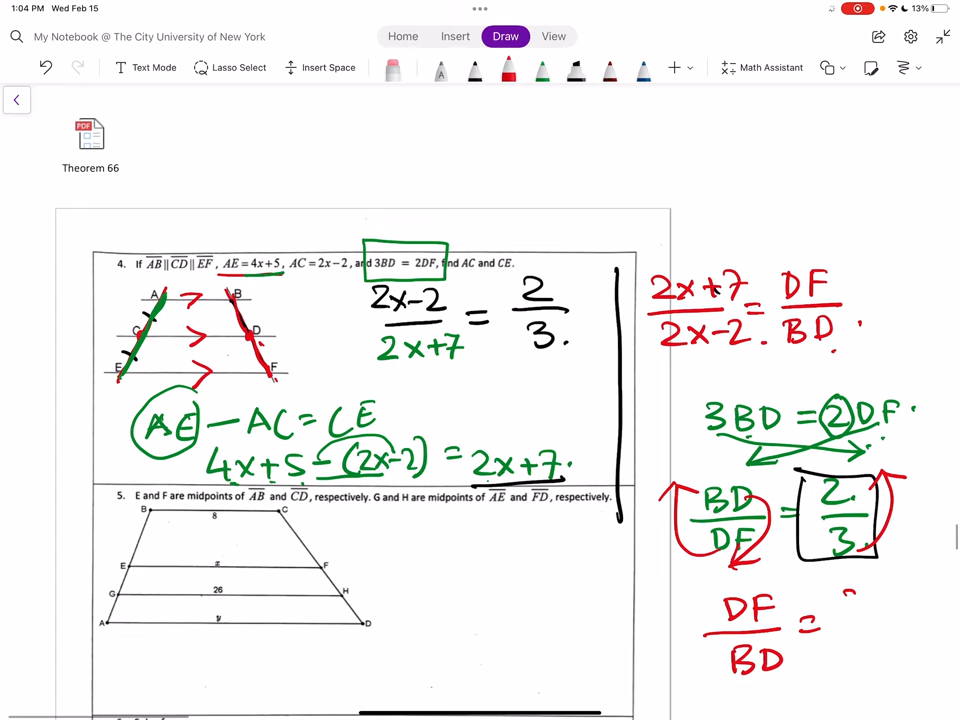 1:04 PM Wed Feb 15
13%
My Notebook @ The City University of New York
Home Insert Draw View
Text Mode Lasso Select Insert Space A Math Assistant
PDF
Theorem 66
4. If AB || CD || EF, AE = 4x+5, AC = 2x−2, and 3BD = 2DF, find AC and CE.
A > B
C > D
E > F
2x-2 / 2x+7 = 2 / 3.
AE − AC = CE
4x+5 −(2x-2) = 2x+7.
2x+7 / 2x-2. = DF / BD.
3BD = 2DF.
BD / DF = 2. / 3.
DF / BD =
5. E and F are midpoints of AB and CD, respectively. G and H are midpoints of AE and FD, respectively.
B 8 C
E x F
G 26 H
A y D